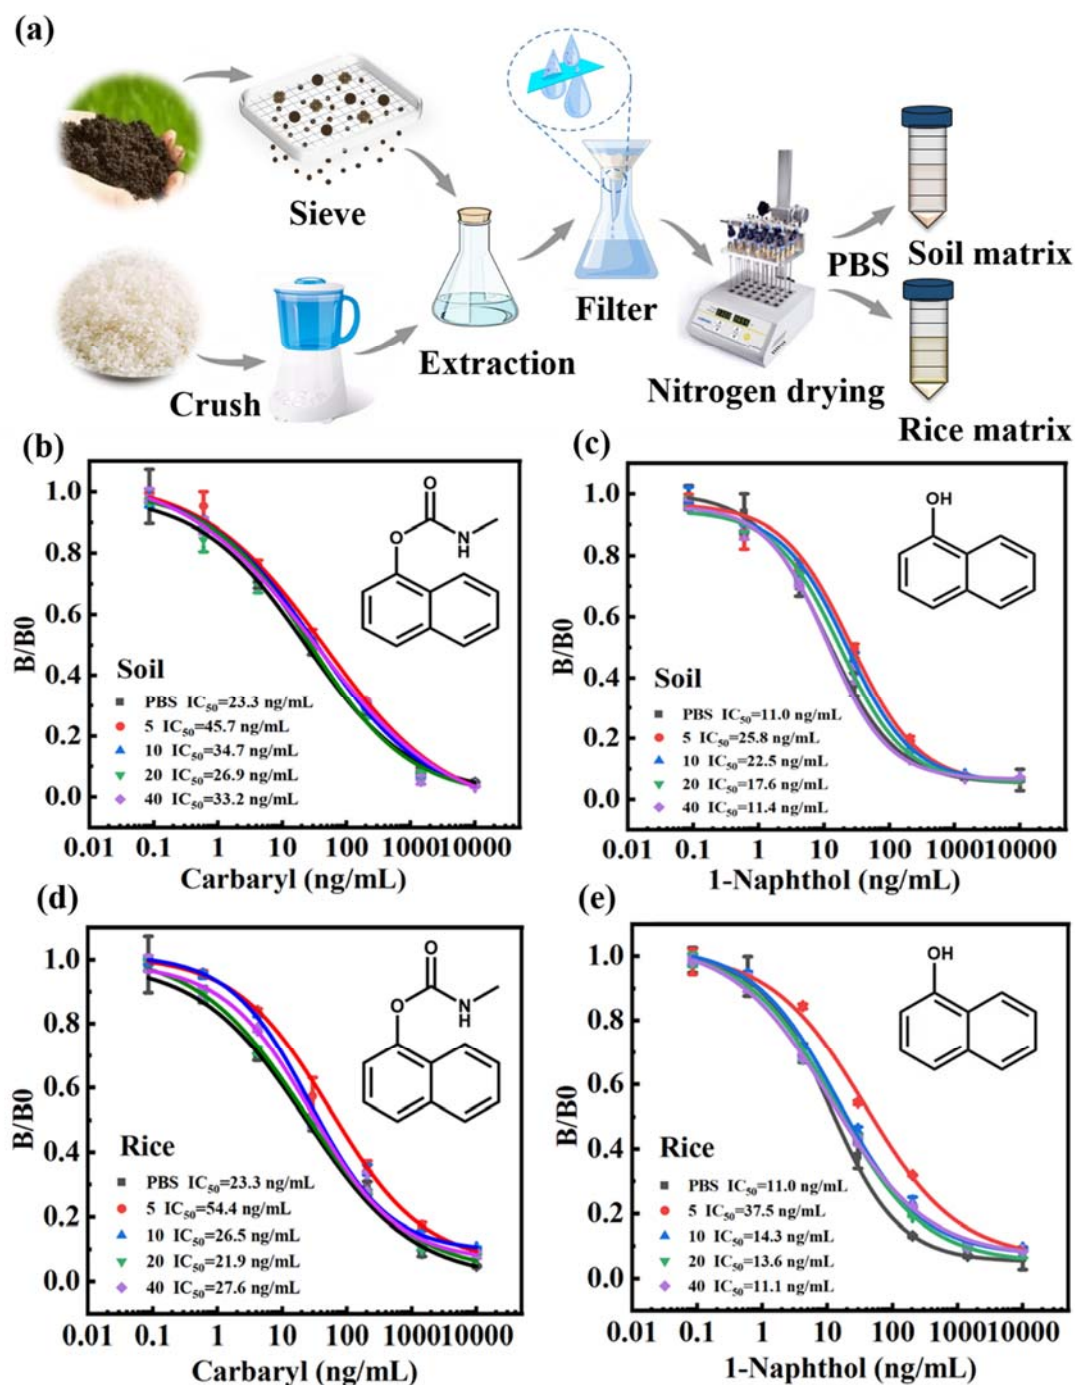 (a)
Sieve
Crush
Extraction
Filter
Nitrogen drying
PBS
Soil matrix
Rice matrix
(b)
B/B0
1.0
0.8
0.6
0.4
0.2
0.0
O
O
N
H
Soil
PBS IC50=23.3 ng/mL
5 IC50=45.7 ng/mL
10 IC50=34.7 ng/mL
20 IC50=26.9 ng/mL
40 IC50=33.2 ng/mL
0.01 0.1 1 10 100 1000 10000
Carbaryl (ng/mL)
(c)
B/B0
1.0
0.8
0.6
0.4
0.2
0.0
OH
Soil
PBS IC50=11.0 ng/mL
5 IC50=25.8 ng/mL
10 IC50=22.5 ng/mL
20 IC50=17.6 ng/mL
40 IC50=11.4 ng/mL
0.01 0.1 1 10 100 1000 10000
1-Naphthol (ng/mL)
(d)
B/B0
1.0
0.8
0.6
0.4
0.2
0.0
O
O
N
H
Rice
PBS IC50=23.3 ng/mL
5 IC50=54.4 ng/mL
10 IC50=26.5 ng/mL
20 IC50=21.9 ng/mL
40 IC50=27.6 ng/mL
0.01 0.1 1 10 100 1000 10000
Carbaryl (ng/mL)
(e)
B/B0
1.0
0.8
0.6
0.4
0.2
0.0
OH
Rice
PBS IC50=11.0 ng/mL
5 IC50=37.5 ng/mL
10 IC50=14.3 ng/mL
20 IC50=13.6 ng/mL
40 IC50=11.1 ng/mL
0.01 0.1 1 10 100 1000 10000
1-Naphthol (ng/mL)